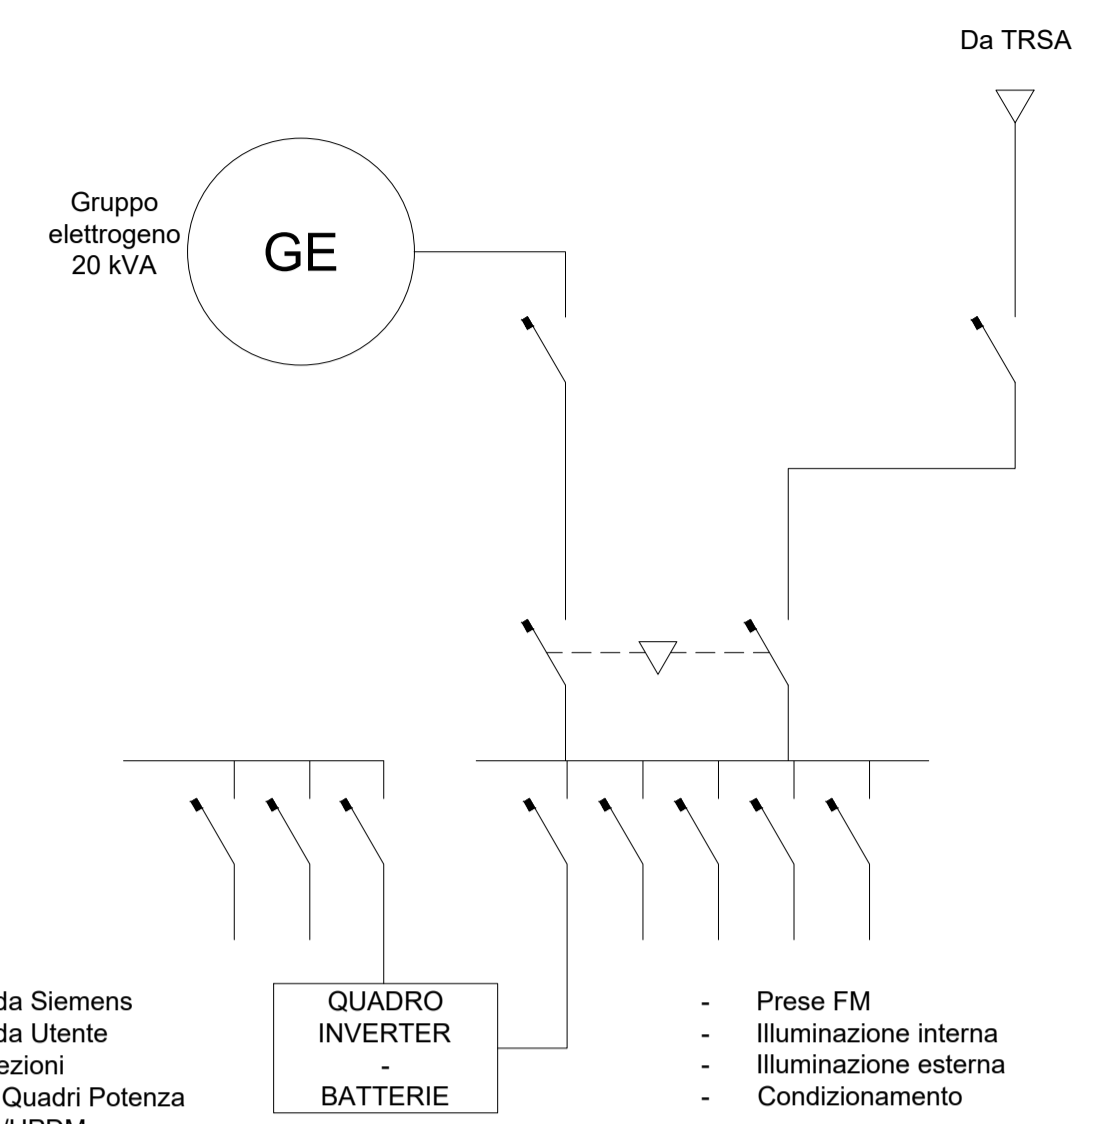 Da TRSA
Gruppo
elettrogeno
20 kVA
GE
da Siemens
da Utente
ezioni
Quadri Potenza
QUADRO
INVERTER
-
BATTERIE
- Prese FM
- Illuminazione interna
- Illuminazione esterna
- Condizionamento